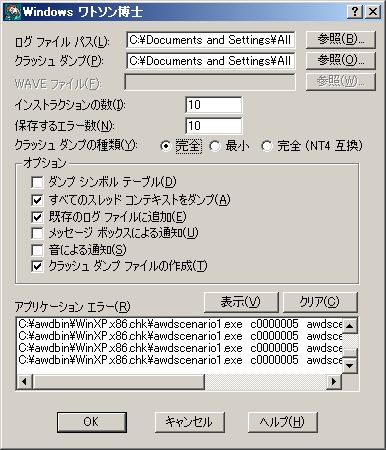 Windows ワトソン博士
ログ ファイル パス(L): C:¥Documents and Settings¥All 参照(B)...
クラッシュ ダンプ(P): C:¥Documents and Settings¥All 参照(O)...
WAVE ファイル(F): 参照(W)...
インストラクションの数(I): 10
保存するエラー数(N): 10
クラッシュ ダンプの種類(Y): 完全 最小 完全 (NT4 互換)
オプション
ダンプ シンボル テーブル(D)
すべてのスレッド コンテキストをダンプ(A)
既存のログ ファイルに追加(E)
メッセージ ボックスによる通知(U)
音による通知(S)
クラッシュ ダンプ ファイルの作成(T)
アプリケーション エラー(R) 表示(V) クリア(C)
C:¥awdbin¥WinXP.x86.chk¥awdscenario1.exe c0000005 awdsce
C:¥awdbin¥WinXP.x86.chk¥awdscenario1.exe c0000005 awdsce
C:¥awdbin¥WinXP.x86.chk¥awdscenario1.exe c0000005 awdsce
C:¥awdbin¥WinXP.x86.chk¥awdscenario1.exe c0000005 awdsce
OK キャンセル ヘルプ(H)